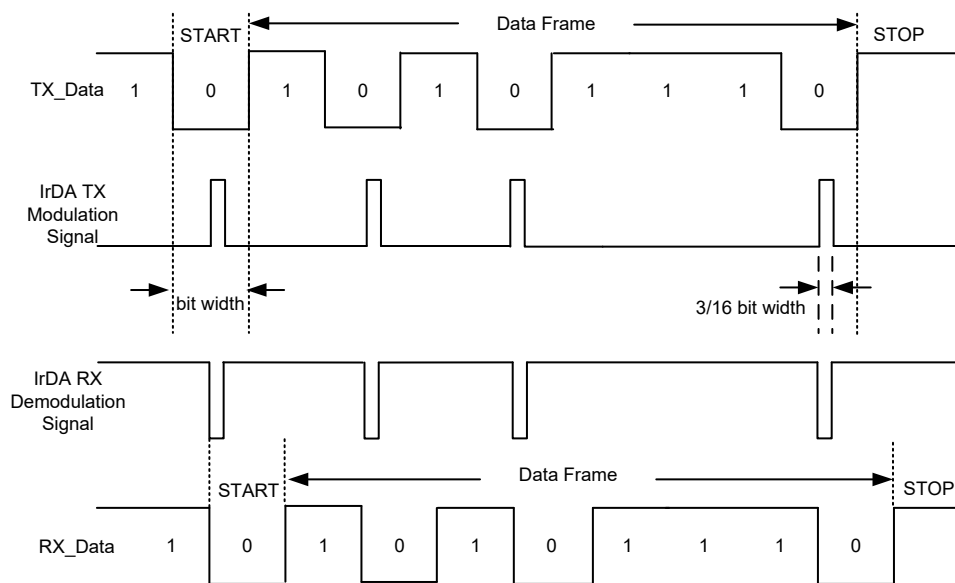 START
Data Frame
STOP
TX_Data
1 0 1 0 1 0 1 1 1 0
IrDA TX
Modulation
Signal
bit width
3/16 bit width
IrDA RX
Demodulation
Signal
START
Data Frame
STOP
RX_Data
1 0 1 0 1 0 1 1 1 0